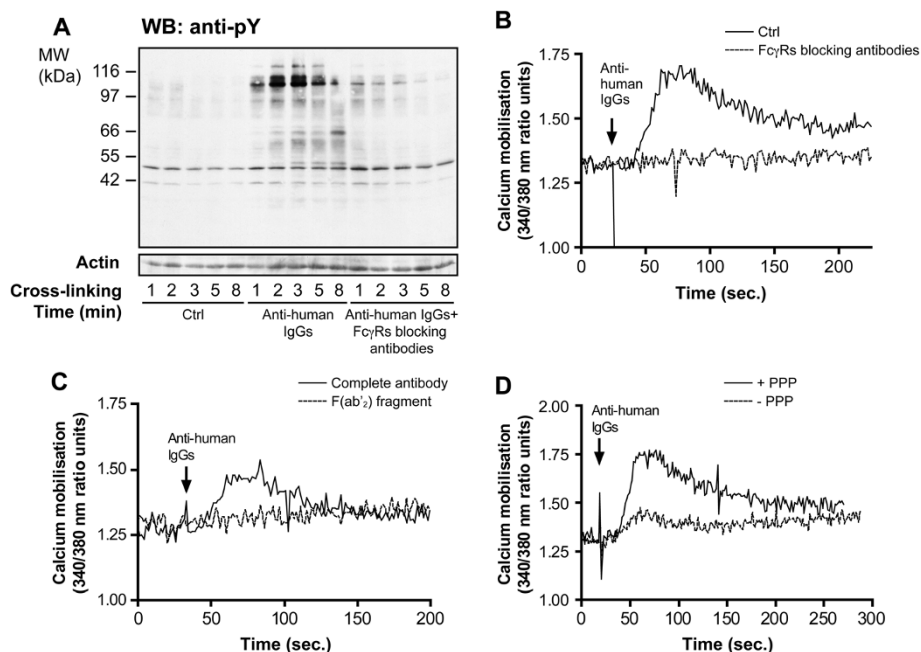 A
WB: anti-pY
MW
(kDa)
116
97
66
55
42
Actin
Cross-linking
Time (min)
1 2 3 5 8 1 2 3 5 8 1 2 3 5 8
Ctrl
Anti-human
IgGs
Anti-human IgGs+
FcγRs blocking
antibodies
B
Ctrl
FcγRs blocking antibodies
Anti-
human
IgGs
Calcium mobilisation
(340/380 nm ratio units)
1.75
1.50
1.25
1.00
0 50 100 150 200
Time (sec.)
C
Complete antibody
F(ab'₂) fragment
Anti-human
IgGs
Calcium mobilisation
(340/380 nm ratio units)
1.75
1.50
1.25
1.00
0 50 100 150 200
Time (sec.)
D
+ PPP
- PPP
Anti-human
IgGs
Calcium mobilisation
(340/380 nm ratio units)
2.00
1.75
1.50
1.25
1.00
0 50 100 150 200 250 300
Time (sec.)